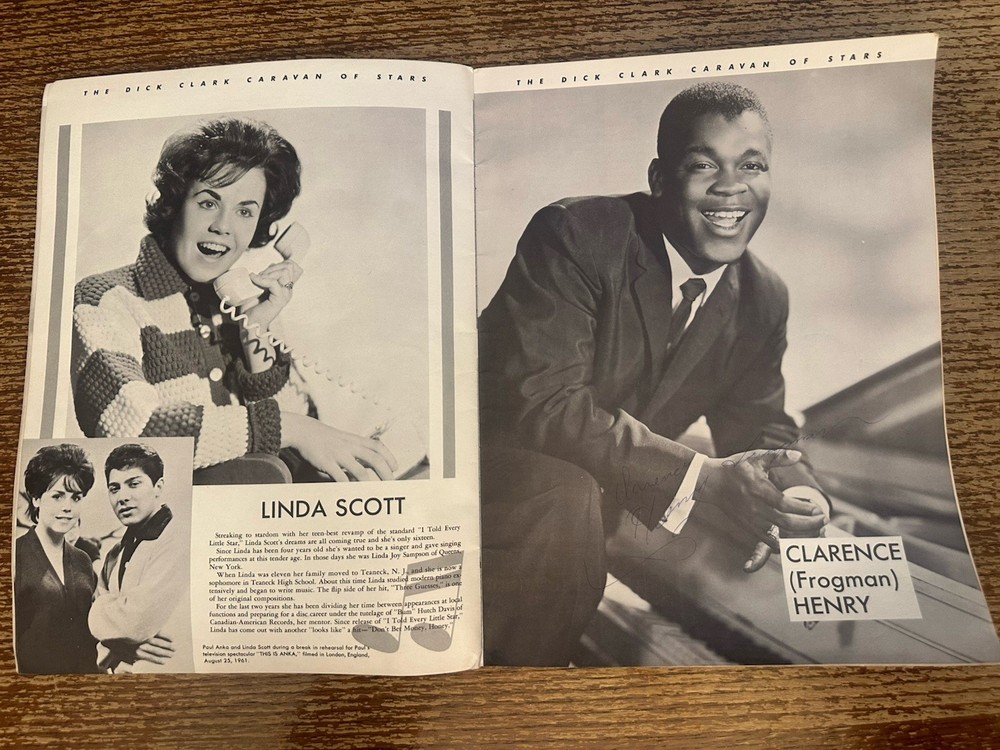 THE DICK CLARK CARAVAN OF STARS
LINDA SCOTT
Streaking to stardom with her teen-best revamp of the standard "I Told Every
Little Star," Linda Scott's dreams are all coming true and she's only sixteen.
Since Linda has been four years old she's wanted to be a singer and gave singing
performances at this tender age. In those days she was Linda Joy Sampson of Queens,
New York.
When Linda was eleven her family moved to Teaneck, N. J., and she is now a
sophomore in Teaneck High School. About this time Linda studied modern piano ex-
tensively and began to write music. The flip side of her hit, "Three Guesses," is one
of her original compositions.
For the last two years she has been dividing her time between appearances at local
functions and preparing for a disc career under the tutelage of "Bam" Hutch Davis of
Canadian-American Records, her mentor. Since release of "I Told Every Little Star,"
Linda has come out with another "looks like" a hit—"Don't Bet Money, Honey."
Paul Anka and Linda Scott during a break in rehearsal for Paul's
television spectacular "THIS IS ANKA," filmed in London, England,
August 25, 1961.
THE DICK CLARK CARAVAN OF STARS
Clarence
Henry
CLARENCE
(Frogman)
HENRY